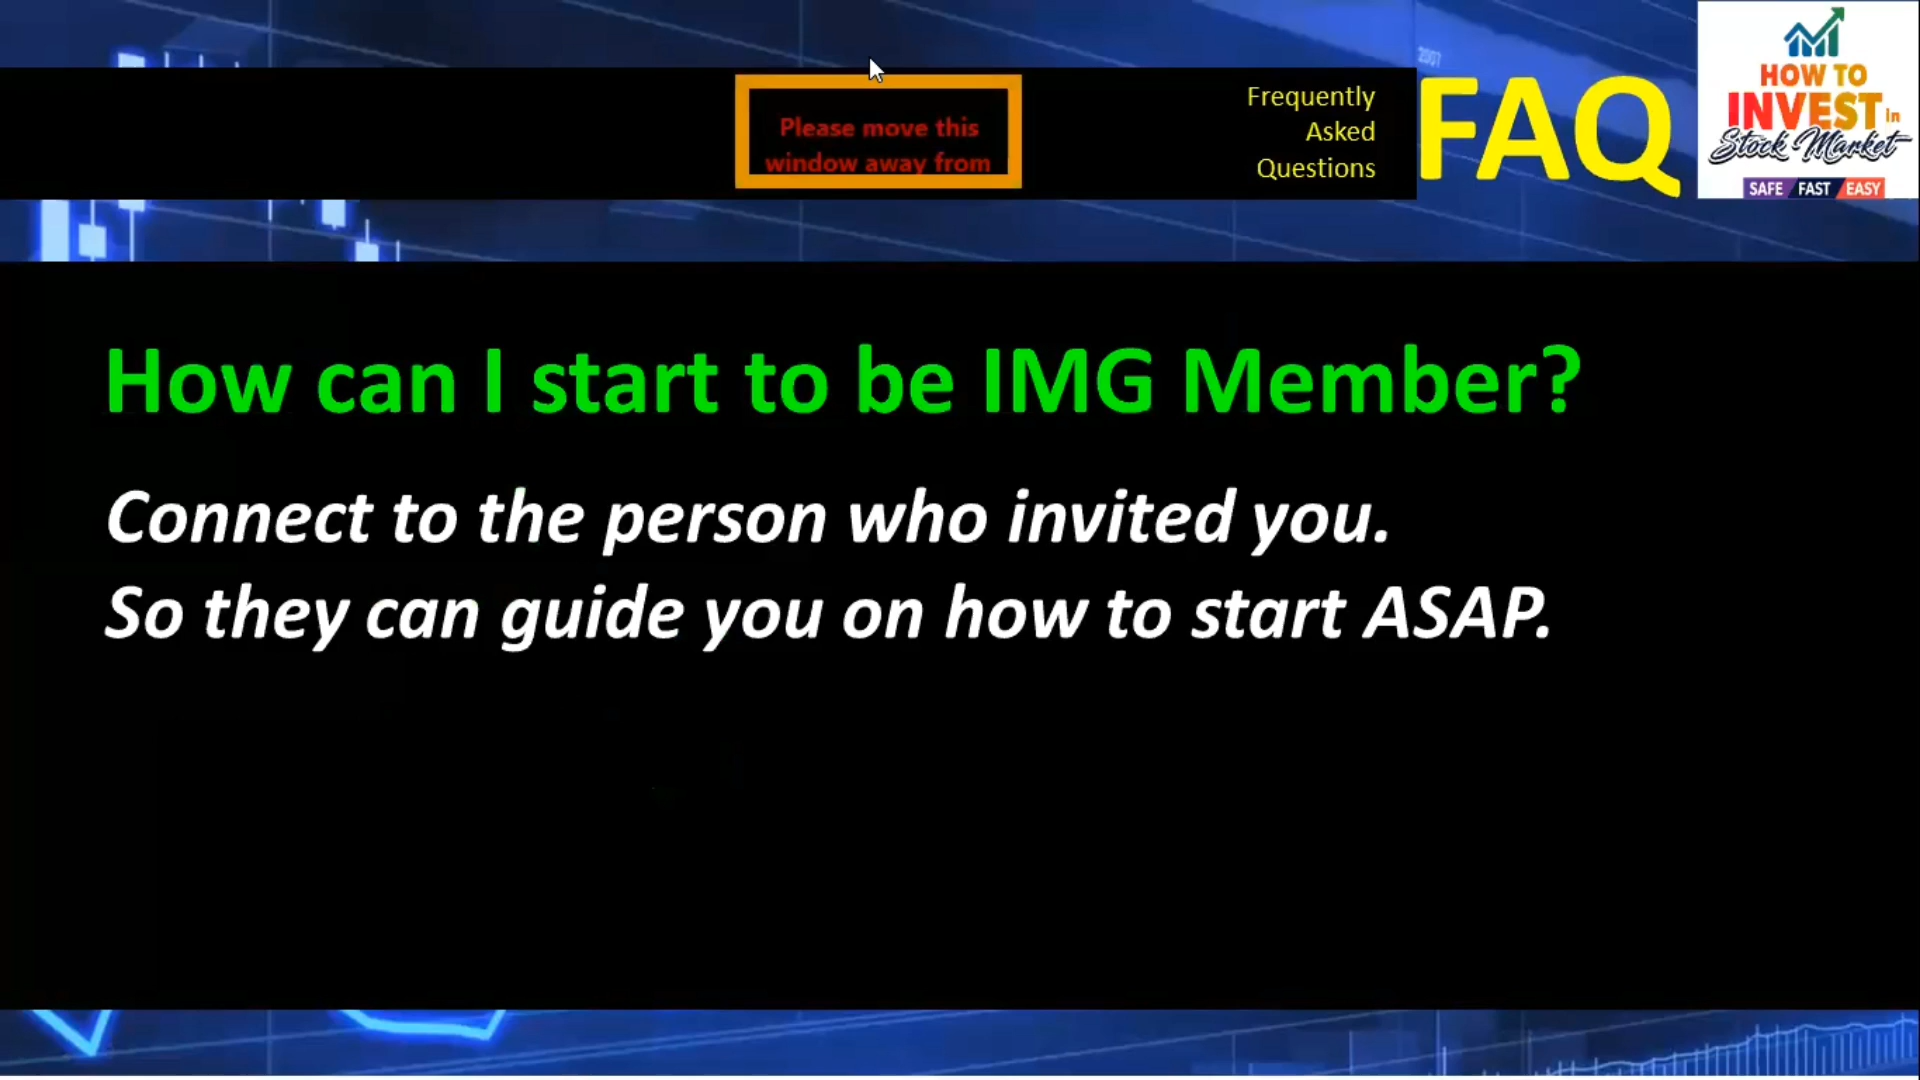 2007
Please move this
window away from
Frequently
Asked
Questions
FAQ
HOW TO
INVEST in
Stock Market
SAFE FAST EASY
How can I start to be IMG Member?
Connect to the person who invited you.
So they can guide you on how to start ASAP.